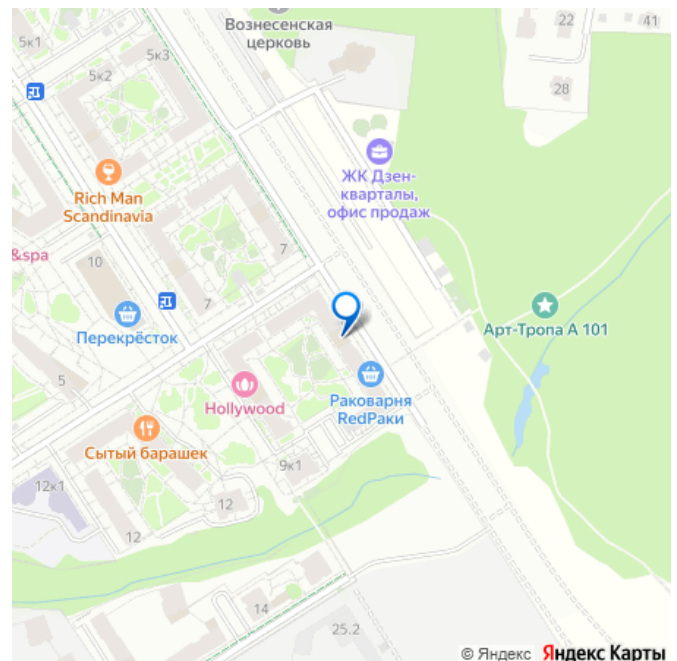 Вознесенская
церковь
22
41
28
5к1
5к2
5к3
ЖК Дзен-
кварталы,
офис продаж
Rich Man
Scandinavia
&spa
10
7
7
Перекрёсток
Арт-Тропа А 101
5
Hollywood
Раковарня
RedРаки
Сытый барашек
9к1
12к1
12
12
14
25.2
© Яндекс Яндекс Карты